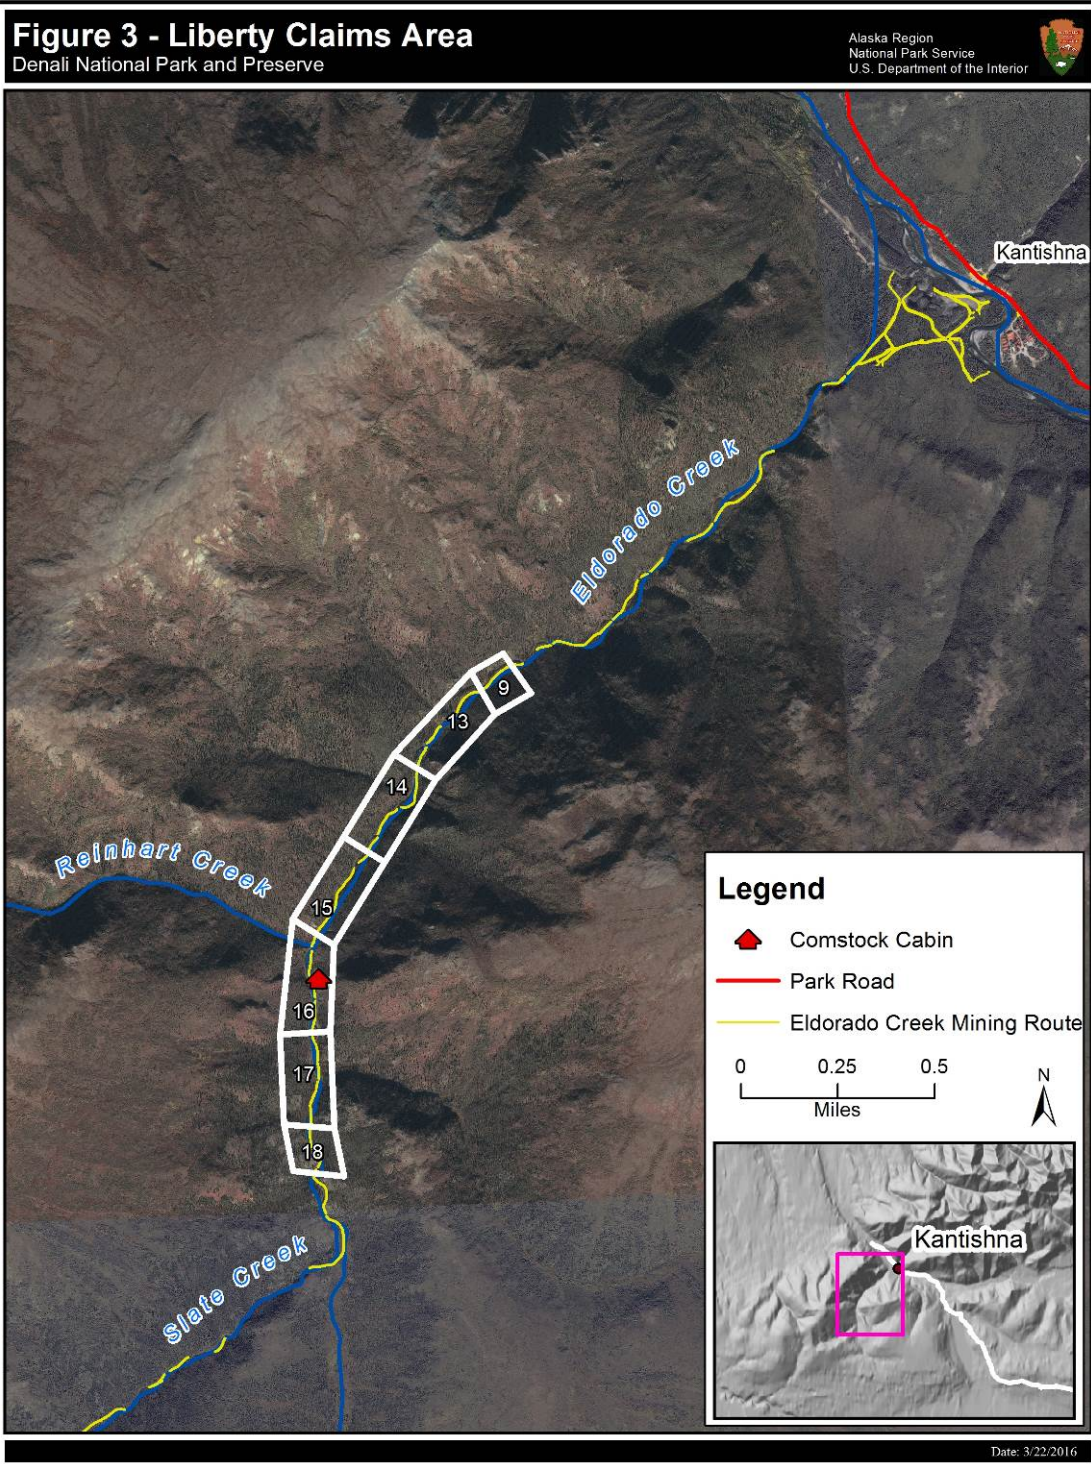 Figure 3 - Liberty Claims Area
Denali National Park and Preserve
Alaska Region
National Park Service
U.S. Department of the Interior
Kantishna
Eldorado Creek
9
13
14
Reinhart Creek
15
16
17
18
Slate Creek
Legend
Comstock Cabin
Park Road
Eldorado Creek Mining Route
0 0.25 0.5
Miles
N
Kantishna
Date: 3/22/2016